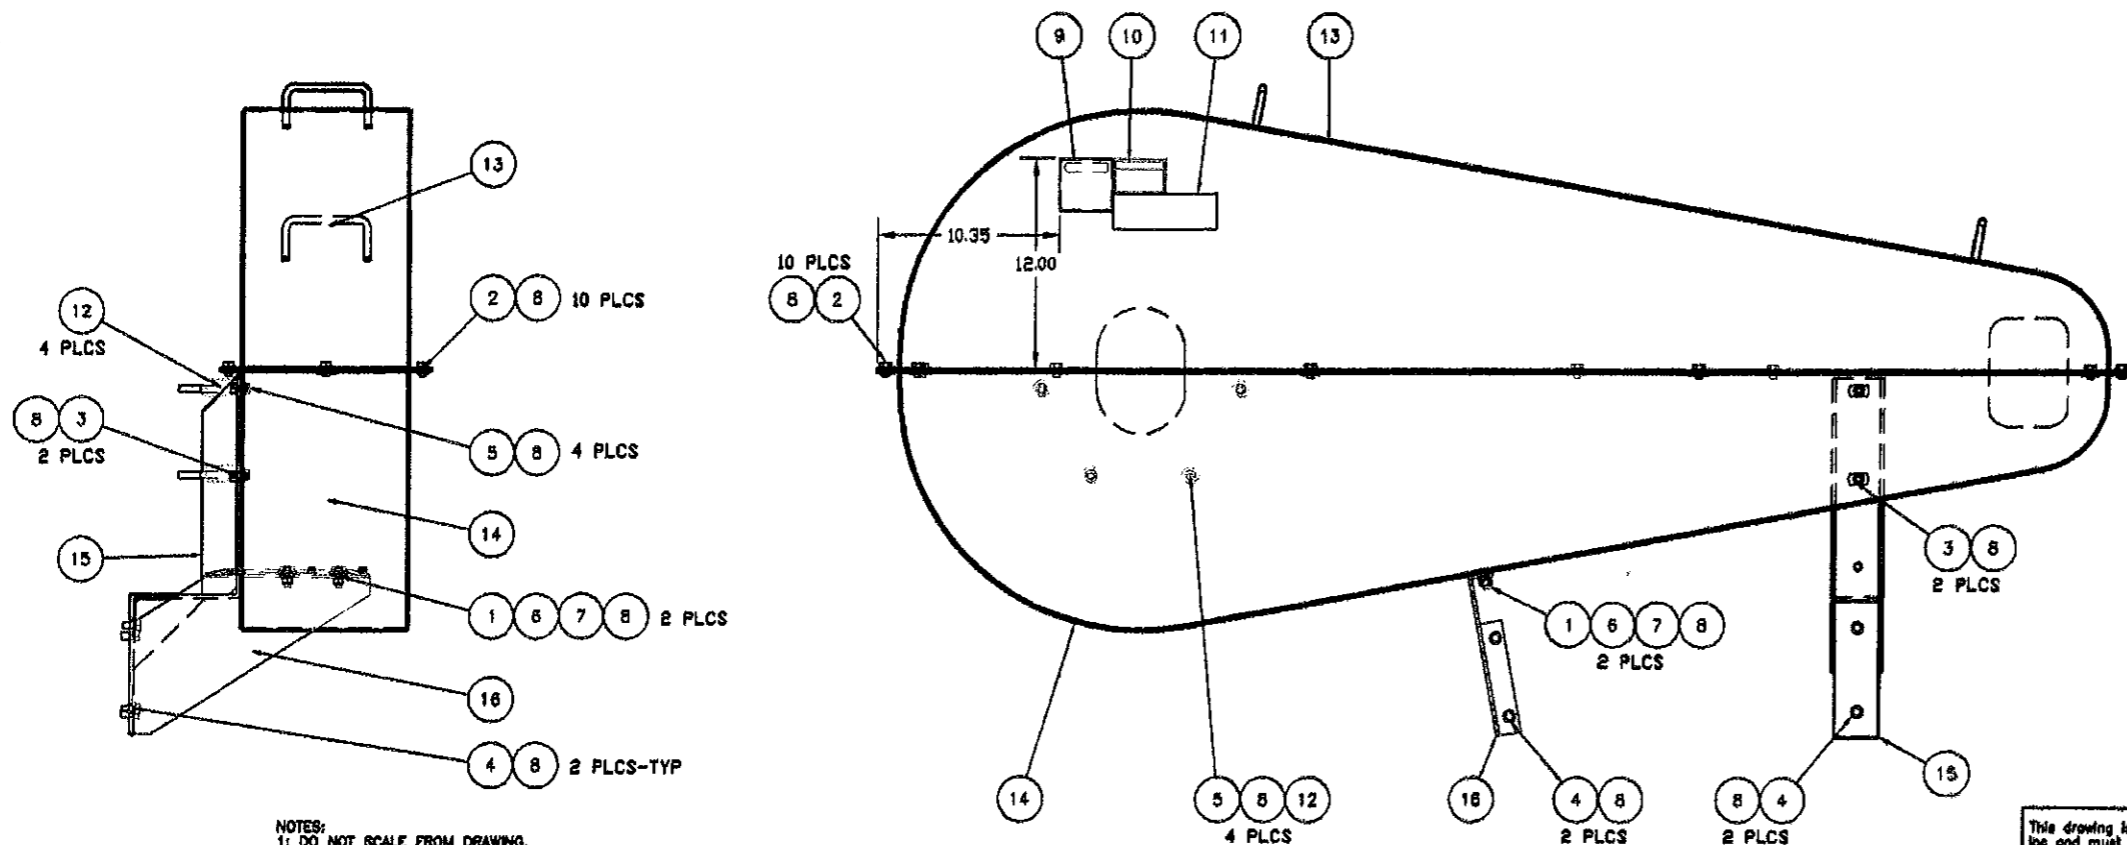 9 10 11 13
13
10.35
12.00
10 PLCS
8 2
2 8 10 PLCS
12
4 PLCS
8 3
2 PLCS
5 8 4 PLCS
14
15
3 8
2 PLCS
1 6 7 8 2 PLCS
1 6 7 8
2 PLCS
16
4 8 2 PLCS-TYP
14
5 8 12
4 PLCS
16
4 8
2 PLCS
8 4
2 PLCS
15
NOTES:
1: DO NOT SCALE FROM DRAWING.
This drawing is
inc and must